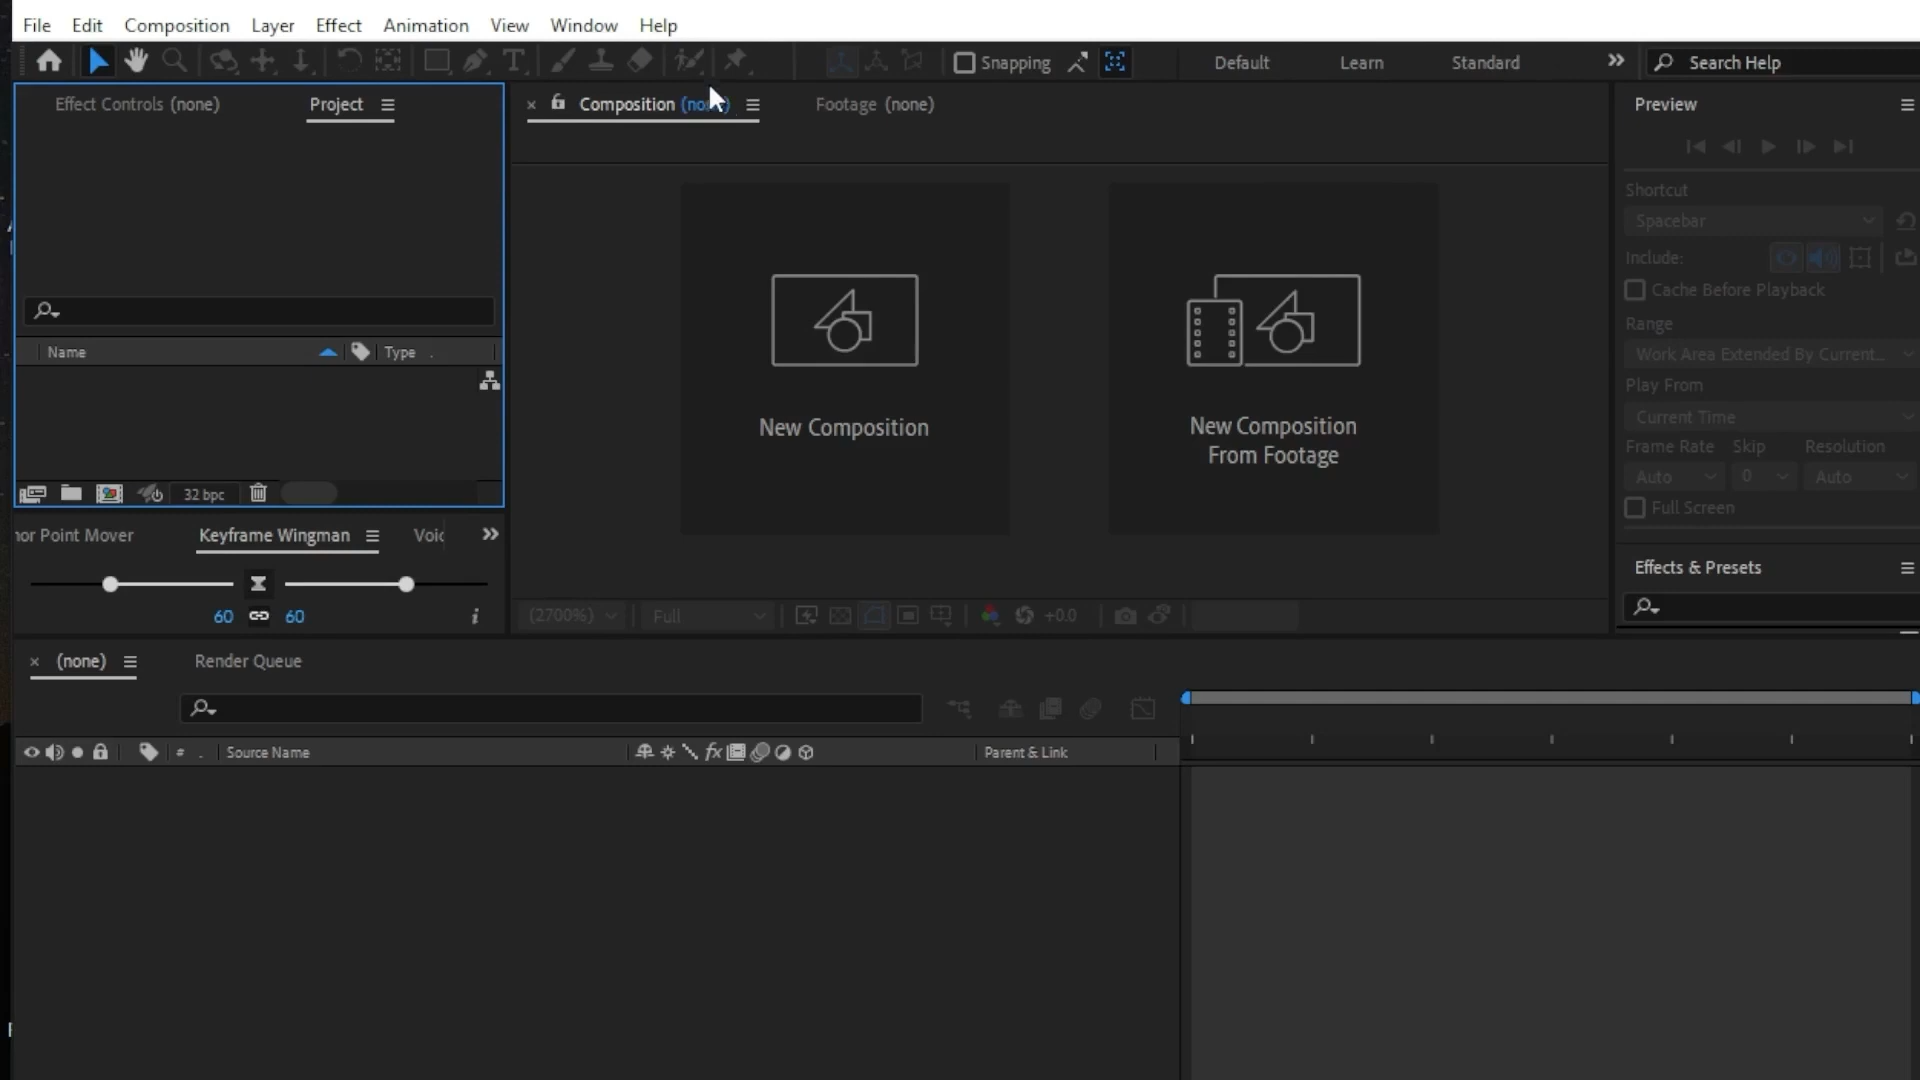 File Edit Composition Layer Effect Animation View Window Help
Snapping Default Learn Standard Search Help
Effect Controls (none) Project
Composition Footage (none)
Preview
Shortcut
Spacebar
Include:
Cache Before Playback
Range
Work Area Extended By Current...
Play From
Current Time
Frame Rate Skip Resolution
Auto 0 Auto
Full Screen
Name Type
32 bpc
New Composition
New Composition
From Footage
Point Mover Keyframe Wingman
60 60
(2700%) Full +0.0
Effects & Presets
(none) Render Queue
# Source Name fx Parent & Link